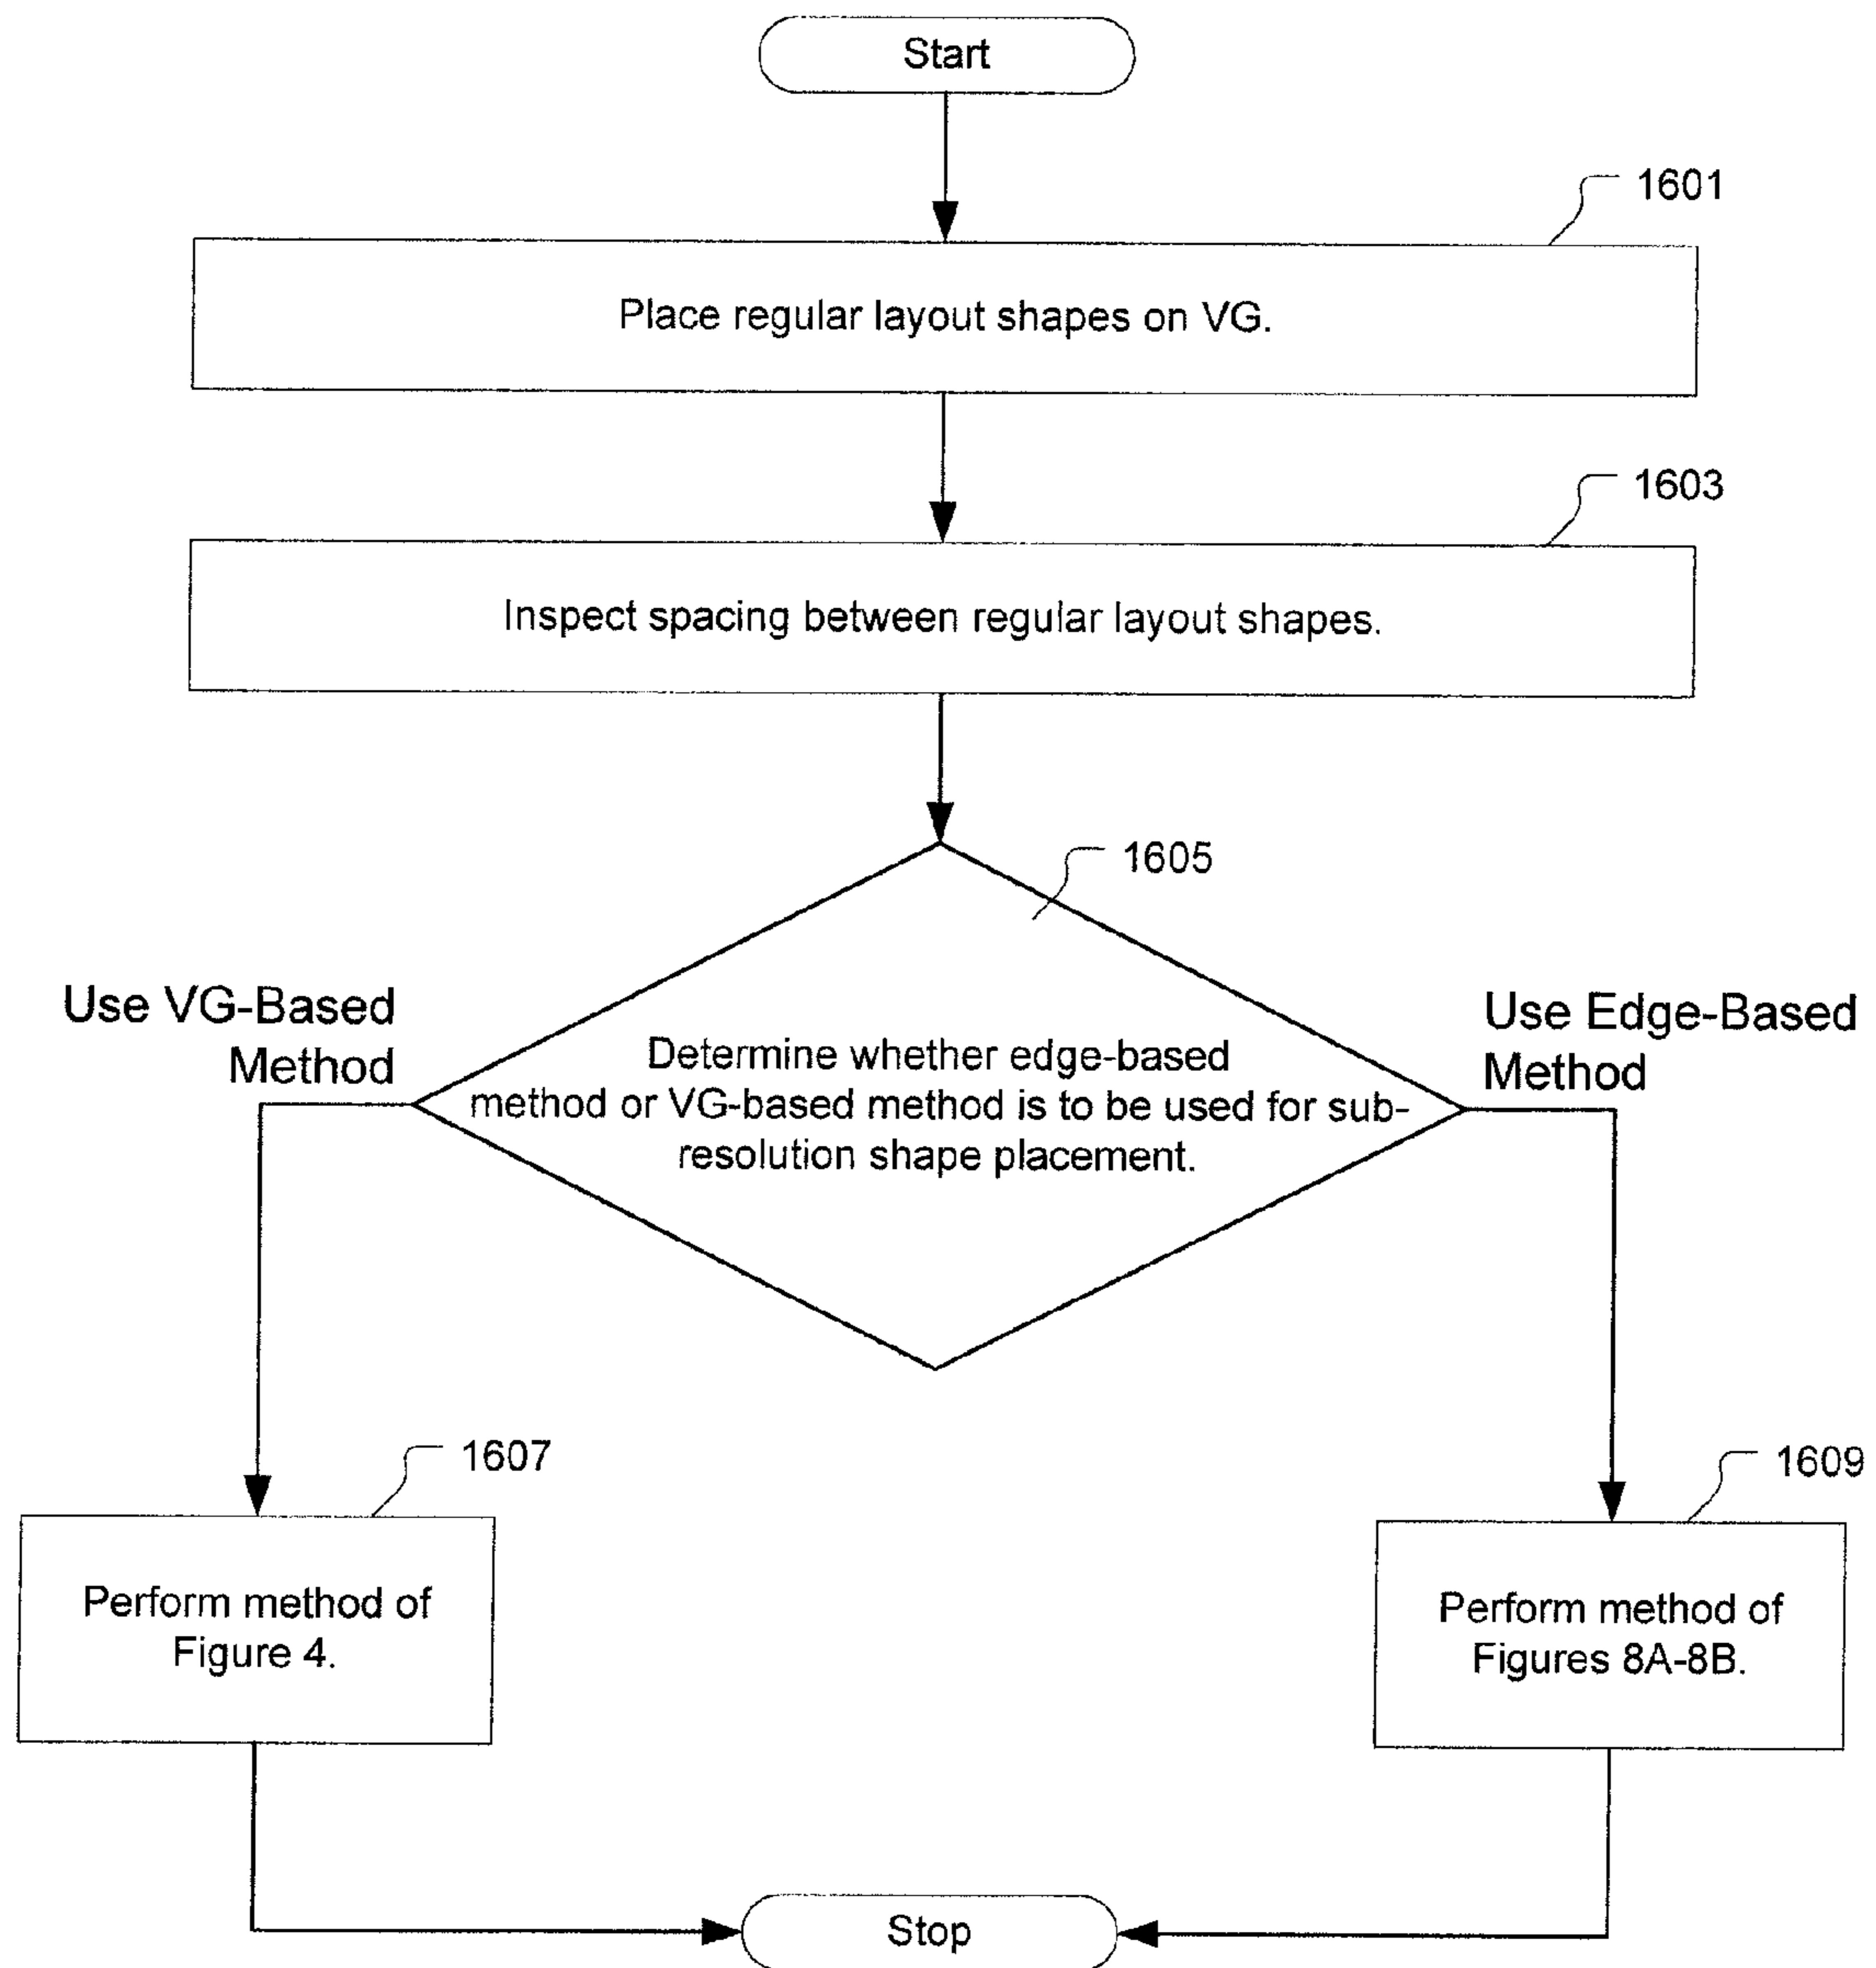 Start
1601
Place regular layout shapes on VG.
1603
Inspect spacing between regular layout shapes.
1605
Use VG-Based
Method
Use Edge-Based
Method
Determine whether edge-based
method or VG-based method is to be used for sub-
resolution shape placement.
1607
Perform method of
Figure 4.
1609
Perform method of
Figures 8A-8B.
Stop